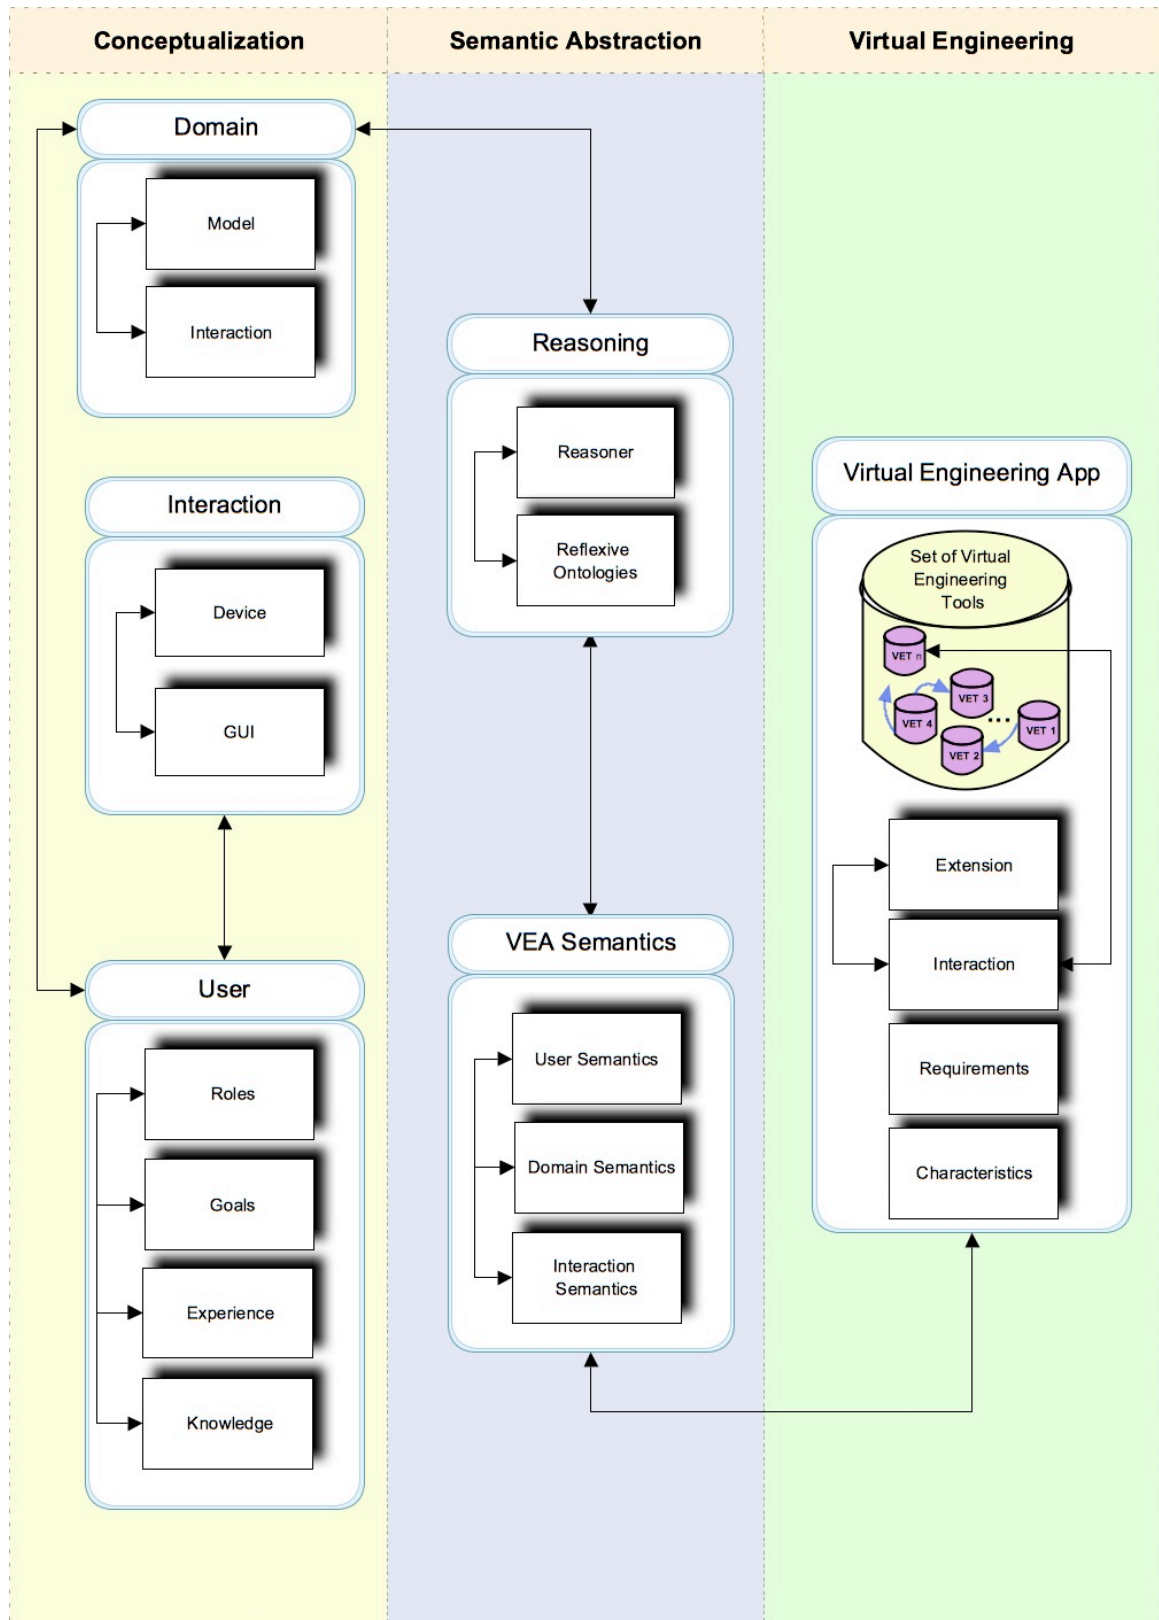 Conceptualization
Semantic Abstraction
Virtual Engineering
Domain
Model
Interaction
Interaction
Device
GUI
User
Roles
Goals
Experience
Knowledge
Reasoning
Reasoner
Reflexive
Ontologies
VEA Semantics
User Semantics
Domain Semantics
Interaction
Semantics
Virtual Engineering App
Set of Virtual
Engineering
Tools
VET n
VET 3
VET 4
...
VET 1
VET 2
Extension
Interaction
Requirements
Characteristics